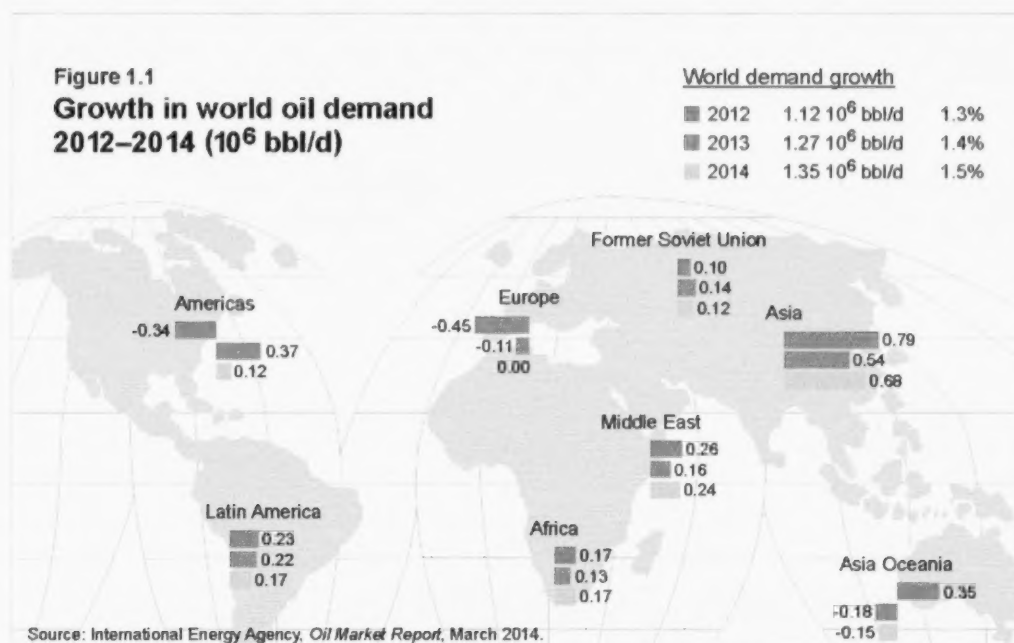 Figure 1.1
Growth in world oil demand
2012–2014 (10⁶ bbl/d)
World demand growth
2012 1.12 10⁶ bbl/d 1.3%
2013 1.27 10⁶ bbl/d 1.4%
2014 1.35 10⁶ bbl/d 1.5%
Former Soviet Union
0.10
0.14
0.12
Americas
-0.34
0.37
0.12
Europe
-0.45
-0.11
0.00
Asia
0.79
0.54
0.68
Middle East
0.26
0.16
0.24
Latin America
0.23
0.22
0.17
Africa
0.17
0.13
0.17
Asia Oceania
0.35
-0.18
-0.15
Source: International Energy Agency, Oil Market Report, March 2014.